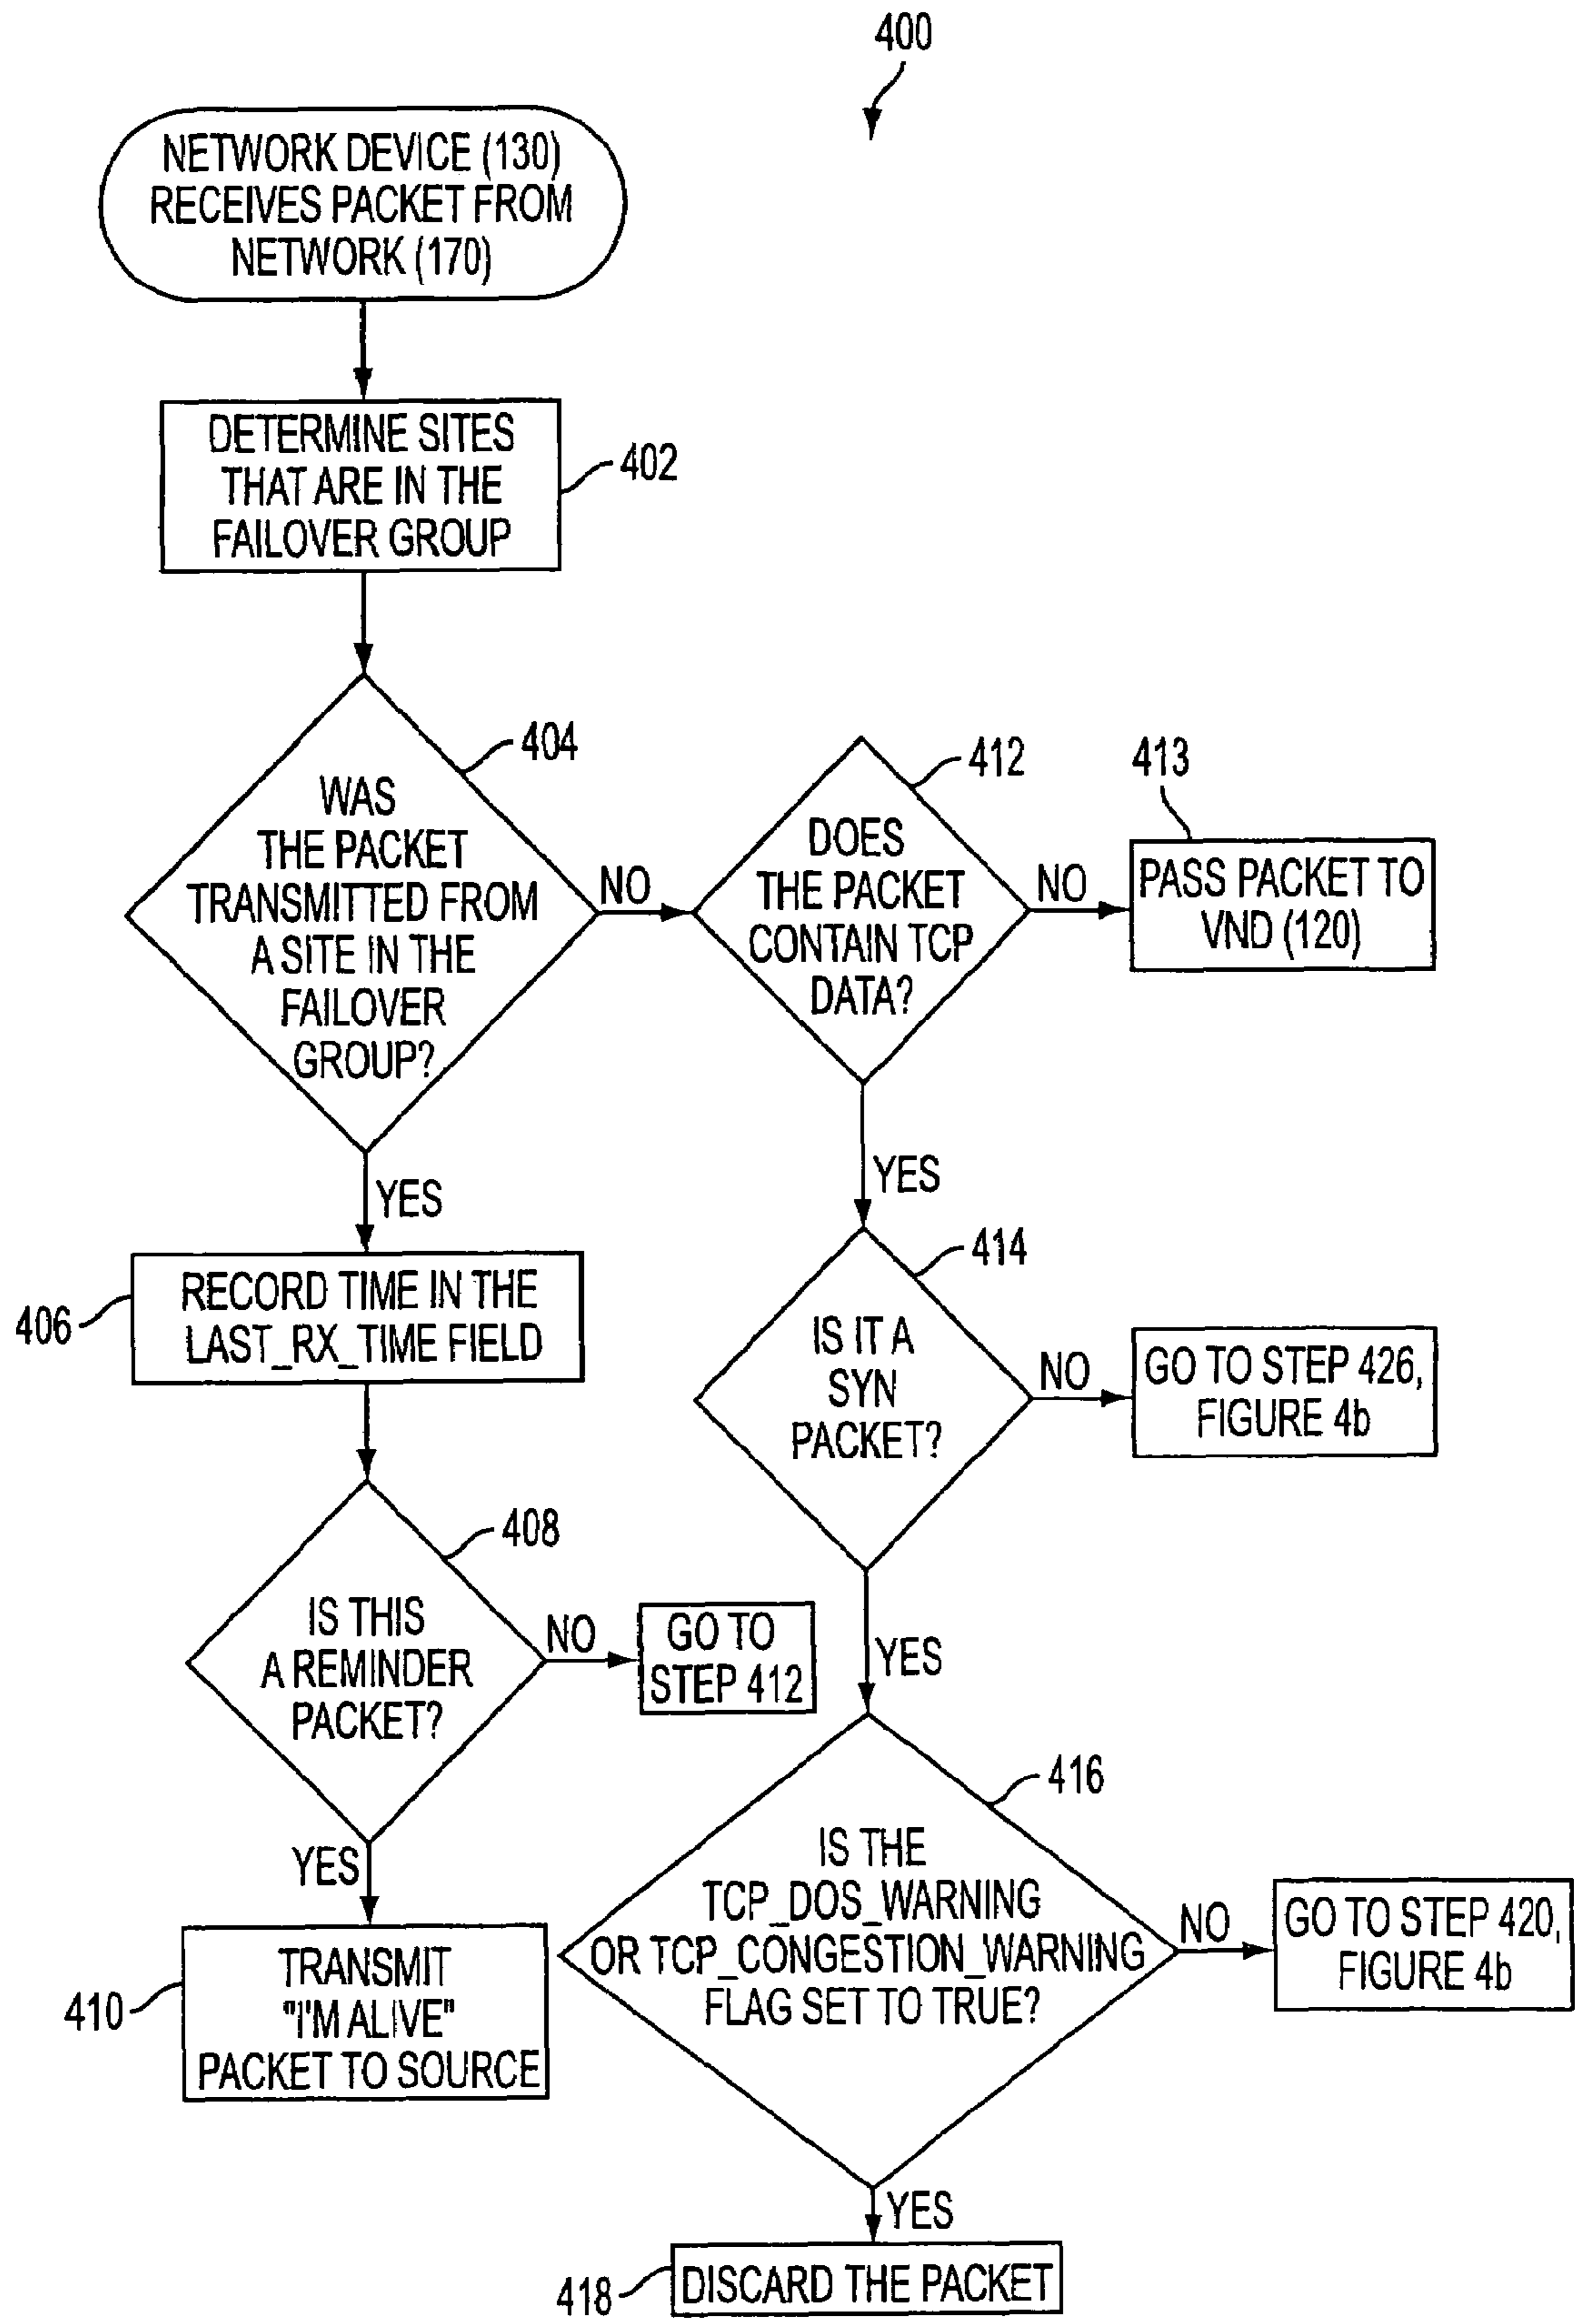 400
NETWORK DEVICE (130)
RECEIVES PACKET FROM
NETWORK (170)
DETERMINE SITES
THAT ARE IN THE
FAILOVER GROUP
402
WAS
THE PACKET
TRANSMITTED FROM
A SITE IN THE
FAILOVER
GROUP?
404
NO
YES
DOES
THE PACKET
CONTAIN TCP
DATA?
412
NO
413
PASS PACKET TO
VND (120)
YES
406
RECORD TIME IN THE
LAST_RX_TIME FIELD
IS IT A
SYN
PACKET?
414
NO
GO TO STEP 426,
FIGURE 4b
YES
IS THIS
A REMINDER
PACKET?
408
NO
GO TO
STEP 412
YES
410
TRANSMIT
"I'M ALIVE"
PACKET TO SOURCE
IS THE
TCP_DOS_WARNING
OR TCP_CONGESTION_WARNING
FLAG SET TO TRUE?
416
NO
GO TO STEP 420,
FIGURE 4b
YES
418
DISCARD THE PACKET